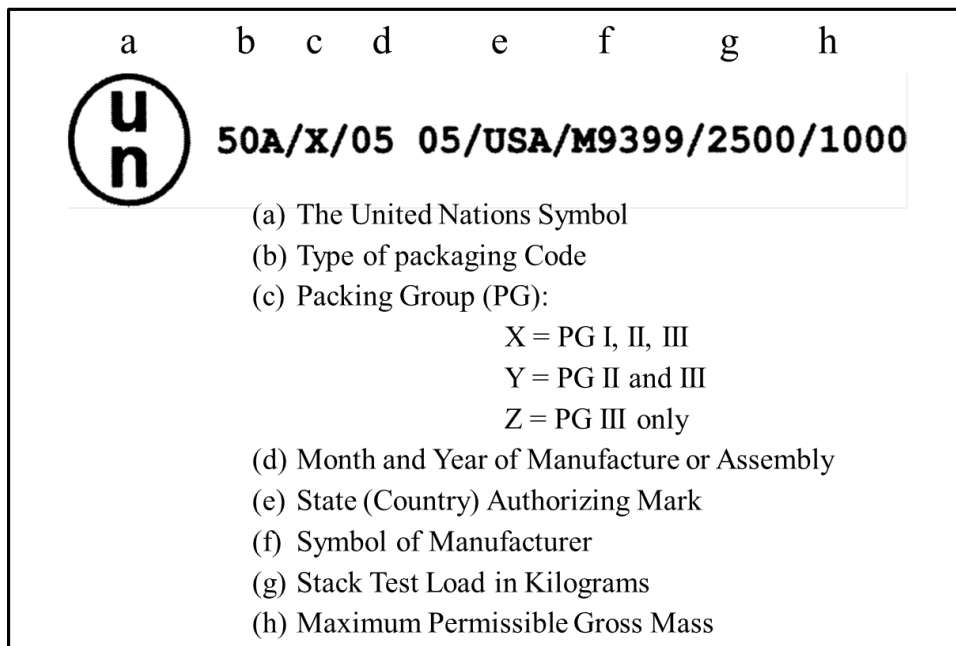 a b c d e f g h
u
n
50A/X/05 05/USA/M9399/2500/1000
(a) The United Nations Symbol
(b) Type of packaging Code
(c) Packing Group (PG):
X = PG I, II, III
Y = PG II and III
Z = PG III only
(d) Month and Year of Manufacture or Assembly
(e) State (Country) Authorizing Mark
(f) Symbol of Manufacturer
(g) Stack Test Load in Kilograms
(h) Maximum Permissible Gross Mass